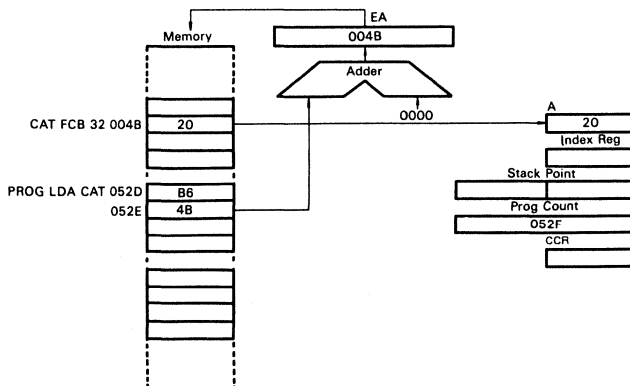 EA
Memory
004B
Adder
0000
A
CAT FCB 32 004B
20
20
Index Reg
Stack Point
PROG LDA CAT 052D
B6
Prog Count
052E
4B
052F
CCR